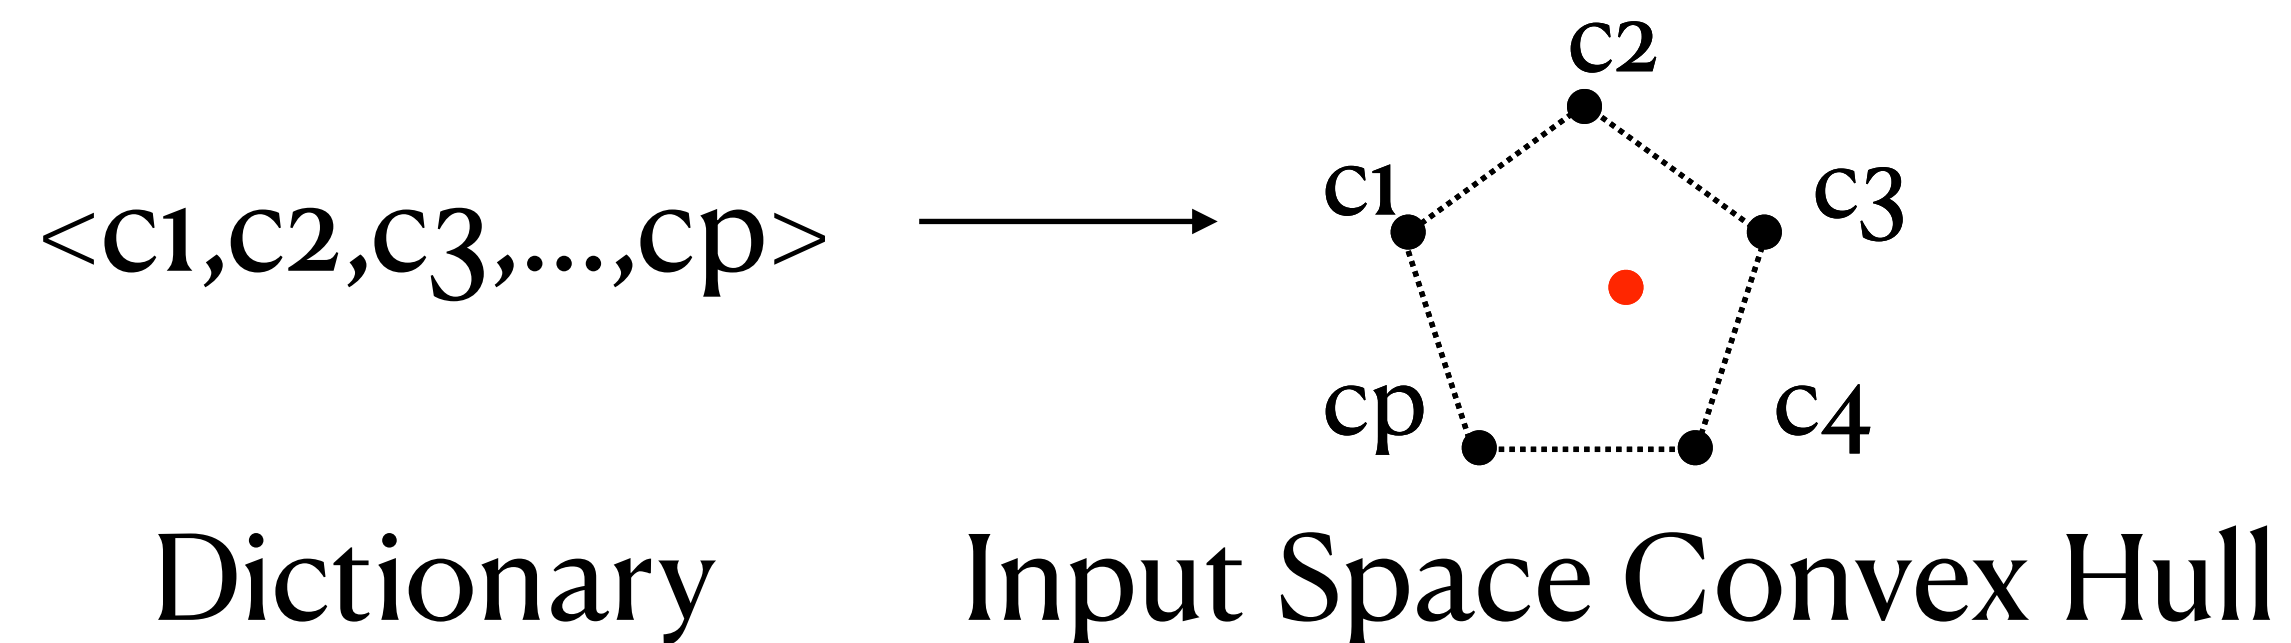 c2
c1
c3
<c1,c2,c3,...,cp>
cp
c4
Dictionary
Input Space Convex Hull